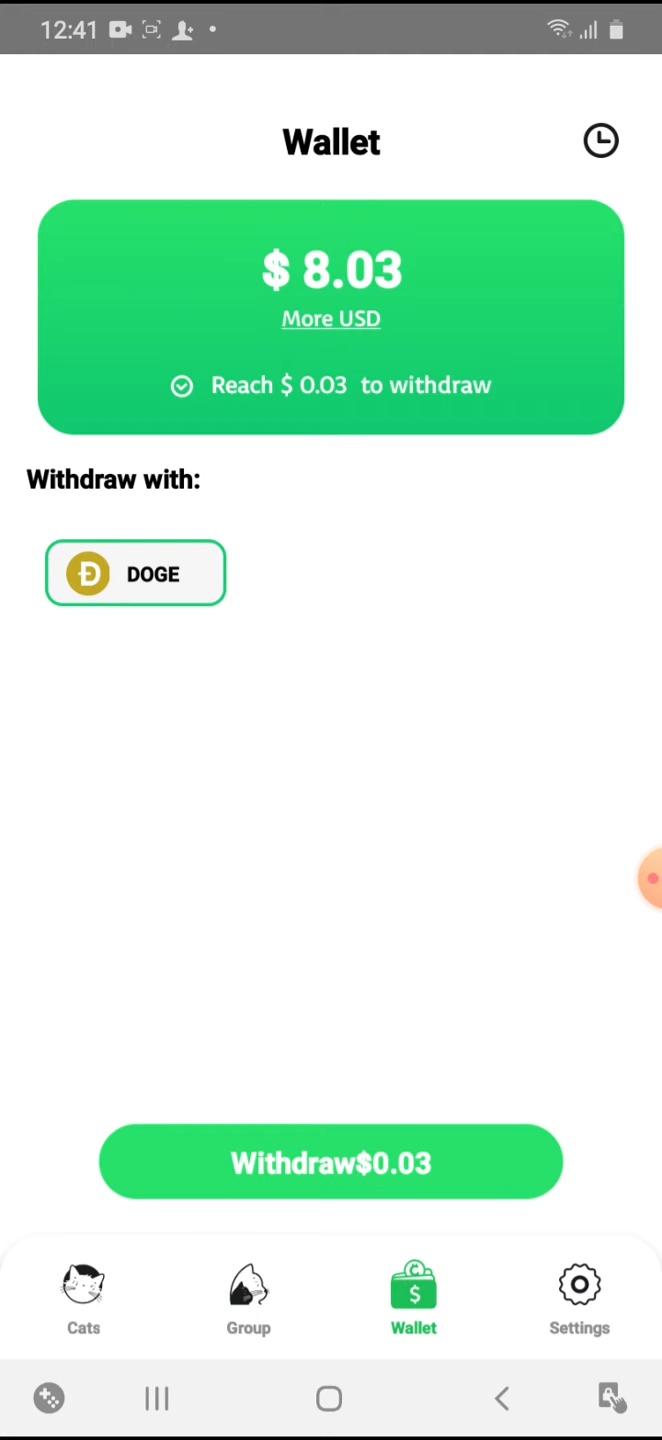 12:41
Wallet
$ 8.03
More USD
Reach $ 0.03 to withdraw
Withdraw with:
DOGE
Withdraw$0.03
Cats Group Wallet Settings